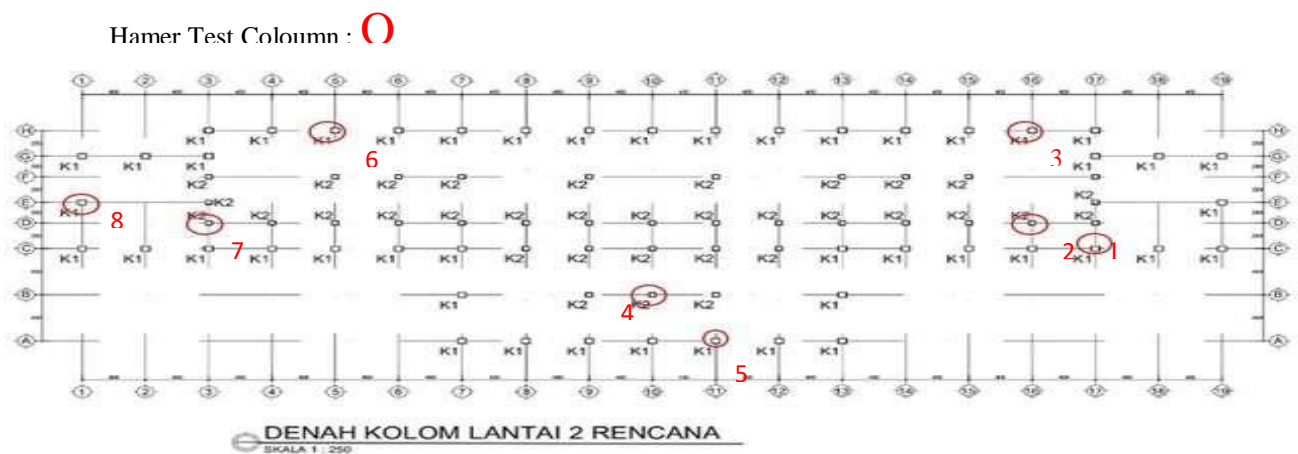 Hamer Test Coloumn : O
1 2 3 4 5 6 7 8 9 10 11 12 13 14 15 16 17 18 19
H H
K1 K1 K1 K1 K1 K1 K1 K1 K1 K1 K1 K1 K1 K1 K1
6 3
G G
K1 K1 K1 K1 K1 K1
F F
K2 K2 K2 K2 K2 K2 K2 K2 K2 K2
E K2 E
K1 K1
8
K2 K2 K2 K2 K2 K2 K2 K2 K2 K2 K2 K2 K2 K2 K2
D D
7 2 1
C C
K1 K1 K1 K1 K1 K1 K1 K2 K2 K2 K2 K2 K1 K1 K1 K1 K1 K1 K1
B B
K1 K2 K2 K2 K1
4
A A
K1 K1 K1 K1 K1 K1 K1
5
1 2 3 4 5 6 7 8 9 10 11 12 13 14 15 16 17 18 19
DENAH KOLOM LANTAI 2 RENCANA
SKALA 1 : 250